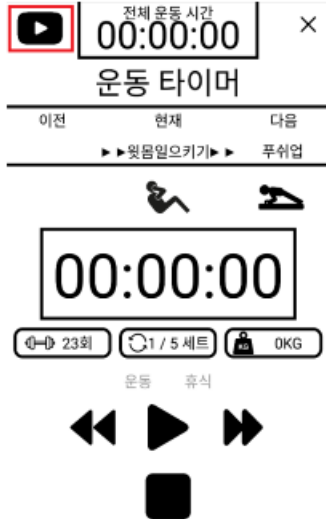 전체 운동 시간
00:00:00
운동 타이머
이전 현재 다음
▶ ▶윗몸일으키기▶ ▶ 푸쉬업
00:00:00
23회 1 / 5 세트 KG 0KG
운동 휴식